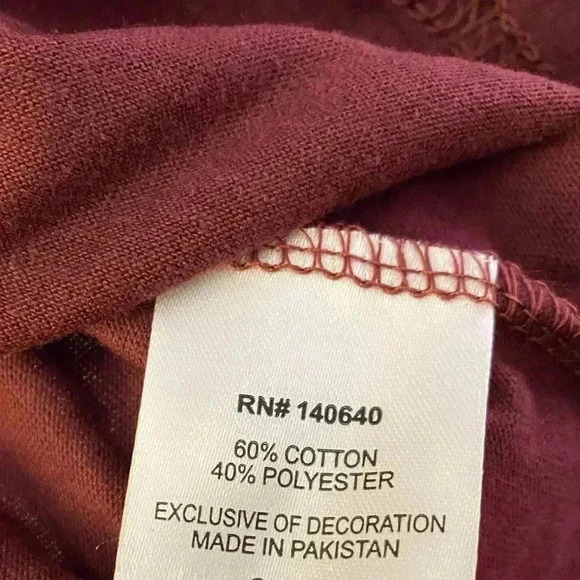 RN# 140640
60% COTTON
40% POLYESTER
EXCLUSIVE OF DECORATION
MADE IN PAKISTAN